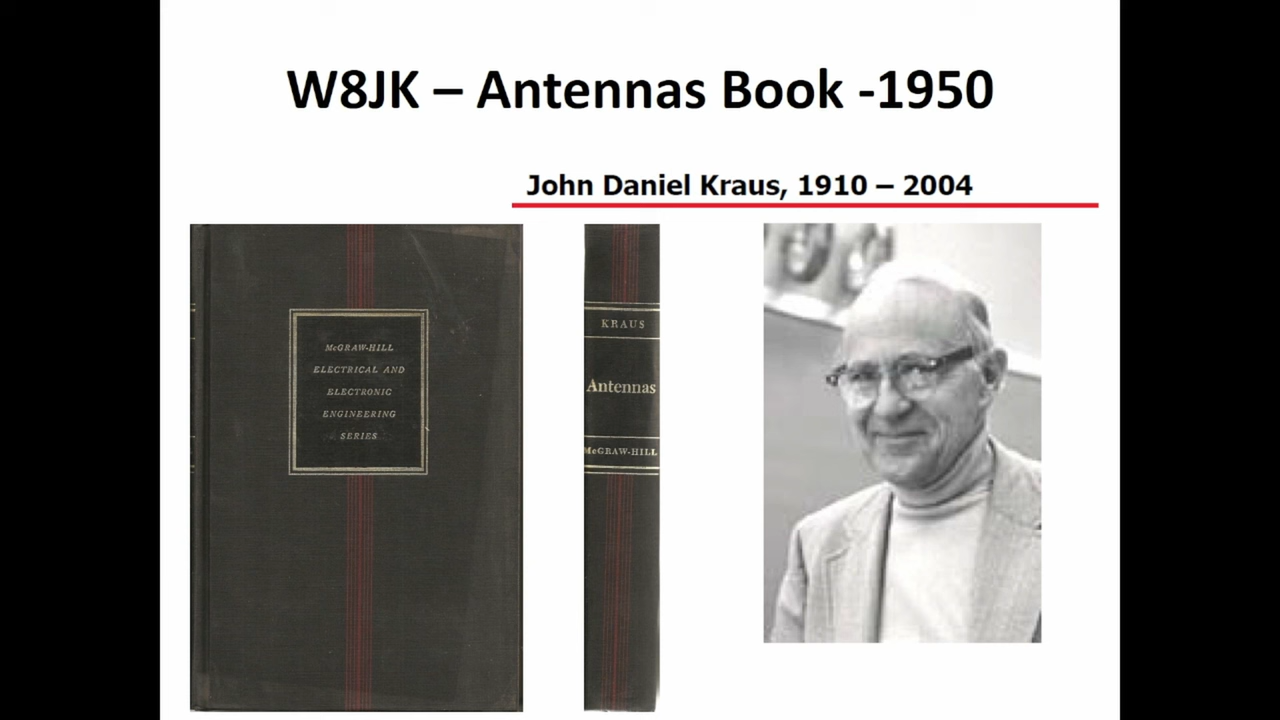 W8JK – Antennas Book -1950
John Daniel Kraus, 1910 – 2004
McGRAW-HILL
ELECTRICAL AND
ELECTRONIC
ENGINEERING
SERIES
KRAUS
Antennas
McGRAW-HILL